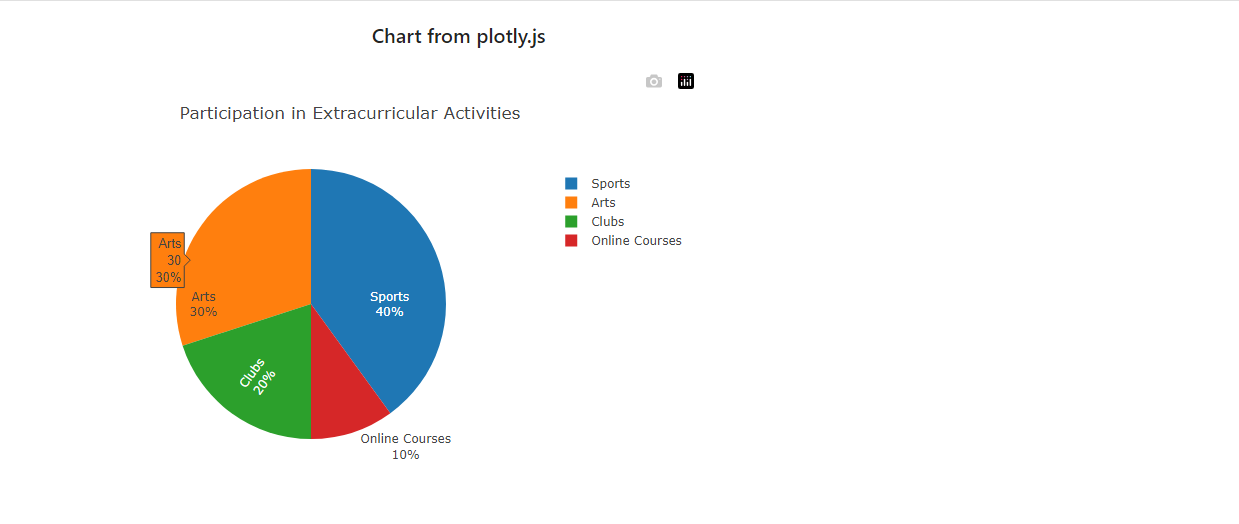 Chart from plotly.js
Participation in Extracurricular Activities
Sports
Arts
Clubs
Online Courses
Arts
30
30%
Arts
30%
Sports
40%
Clubs
20%
Online Courses
10%